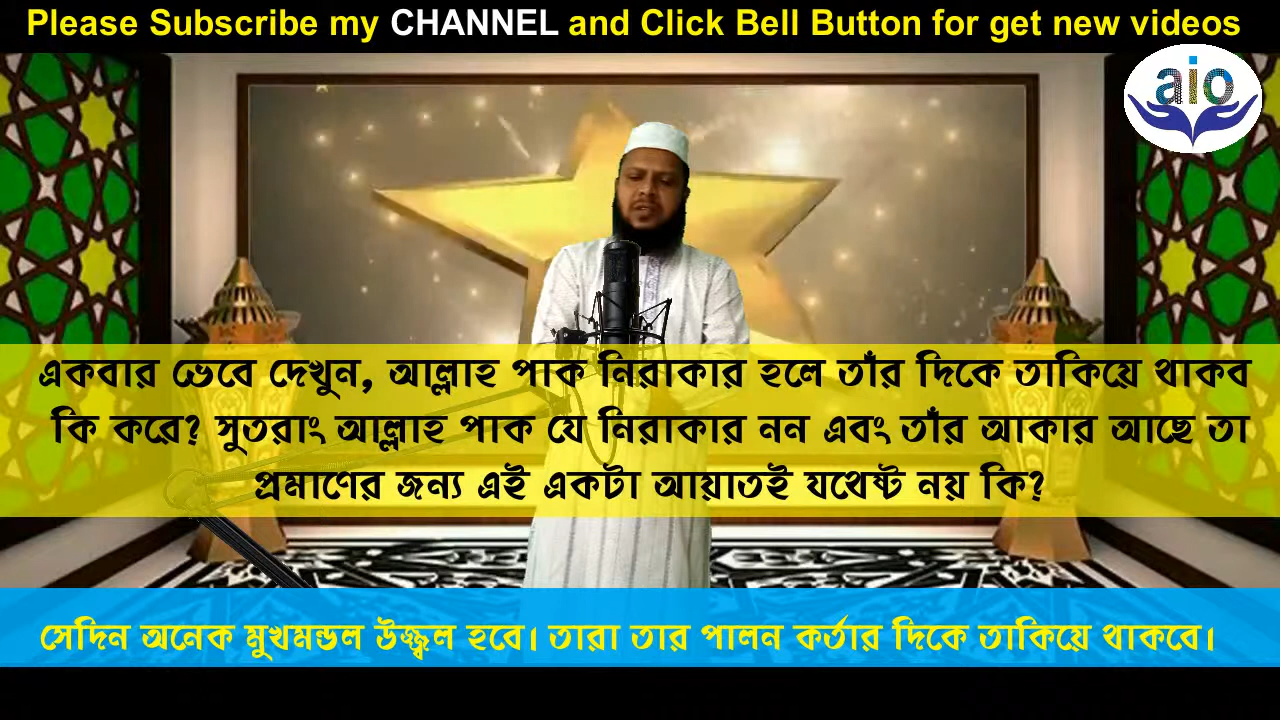 Please Subscribe my CHANNEL and Click Bell Button for get new videos
aio
একবার ভেবে দেখুন, আল্লাহ পাক নিরাকার হলে তাঁর দিকে তাকিয়ে থাকব
কি করে? সুতরাং আল্লাহ পাক যে নিরাকার নন এবং তাঁর আকার আছে তা
প্রমাণের জন্য এই একটা আয়াতই যথেষ্ট নয় কি?
সেদিন অনেক মুখমন্ডল উজ্জ্বল হবে। তারা তার পালন কর্তার দিকে তাকিয়ে থাকবে।